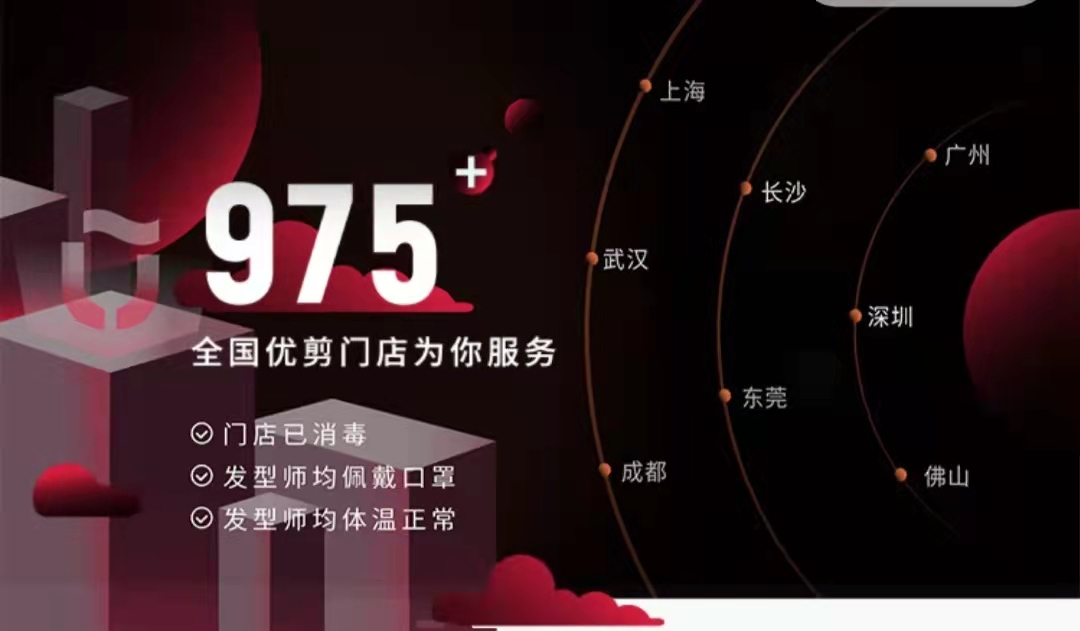 975+
全国优剪门店为你服务
门店已消毒
发型师均佩戴口罩
发型师均体温正常
上海
武汉
成都
长沙
东莞
广州
深圳
佛山